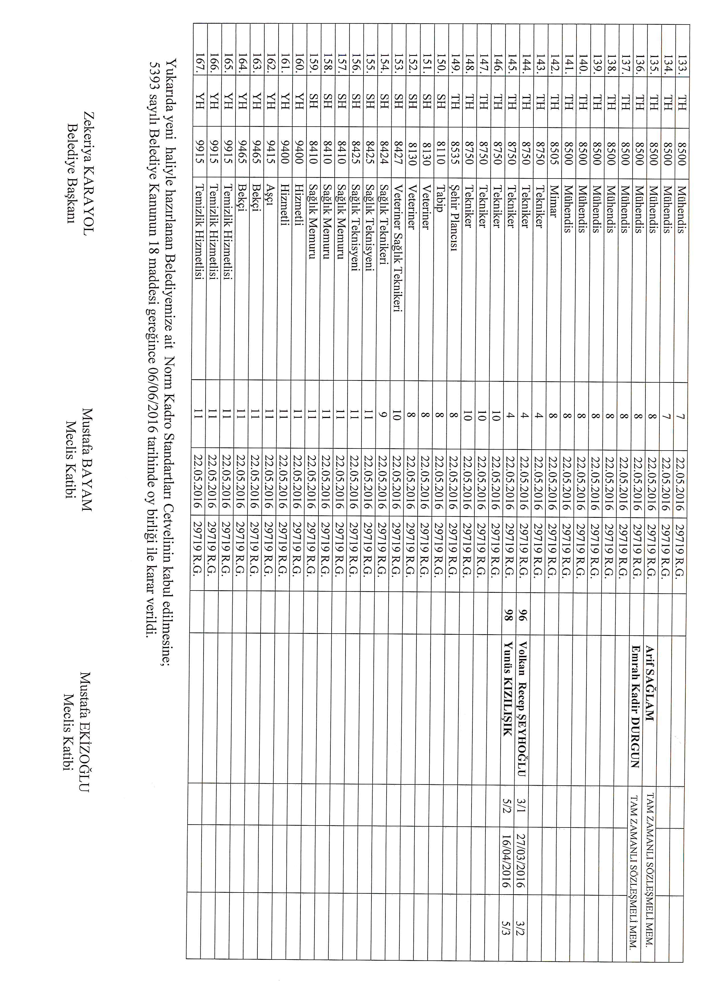 133. TH 8500 Mühendis 7 22.05.2016 29719 R.G.
134. TH 8500 Mühendis 7 22.05.2016 29719 R.G.
135. TH 8500 Mühendis 8 22.05.2016 29719 R.G. Arif SAĞLAM TAM ZAMANLI SÖZLEŞMELİ MEM.
136. TH 8500 Mühendis 8 22.05.2016 29719 R.G. Emrah Kadir DURGUN TAM ZAMANLI SÖZLEŞMELİ MEM.
137. TH 8500 Mühendis 8 22.05.2016 29719 R.G.
138. TH 8500 Mühendis 8 22.05.2016 29719 R.G.
139. TH 8500 Mühendis 8 22.05.2016 29719 R.G.
140. TH 8500 Mühendis 8 22.05.2016 29719 R.G.
141. TH 8500 Mühendis 8 22.05.2016 29719 R.G.
142. TH 8505 Mimar 8 22.05.2016 29719 R.G.
143. TH 8750 Tekniker 4 22.05.2016 29719 R.G.
144. TH 8750 Tekniker 4 22.05.2016 29719 R.G. 96 Volkan Recep ŞEYHOĞLU 3/1 27/03/2016 3/2
145. TH 8750 Tekniker 4 22.05.2016 29719 R.G. 98 Yunüs KIZILIŞIK 5/2 16/04/2016 5/3
146. TH 8750 Tekniker 10 22.05.2016 29719 R.G.
147. TH 8750 Tekniker 10 22.05.2016 29719 R.G.
148. TH 8750 Tekniker 10 22.05.2016 29719 R.G.
149. TH 8535 Şehir Plancısı 8 22.05.2016 29719 R.G.
150. SH 8110 Tabip 8 22.05.2016 29719 R.G.
151. SH 8130 Veteriner 8 22.05.2016 29719 R.G.
152. SH 8130 Veteriner 8 22.05.2016 29719 R.G.
153. SH 8427 Veteriner Sağlık Teknikeri 10 22.05.2016 29719 R.G.
154. SH 8424 Sağlık Teknikeri 9 22.05.2016 29719 R.G.
155. SH 8425 Sağlık Teknisyeni 11 22.05.2016 29719 R.G.
156. SH 8425 Sağlık Teknisyeni 11 22.05.2016 29719 R.G.
157. SH 8410 Sağlık Memuru 11 22.05.2016 29719 R.G.
158. SH 8410 Sağlık Memuru 11 22.05.2016 29719 R.G.
159. SH 8410 Sağlık Memuru 11 22.05.2016 29719 R.G.
160. YH 9400 Hizmetli 11 22.05.2016 29719 R.G.
161. YH 9400 Hizmetli 11 22.05.2016 29719 R.G.
162. YH 9415 Aşçı 11 22.05.2016 29719 R.G.
163. YH 9465 Bekçi 11 22.05.2016 29719 R.G.
164. YH 9465 Bekçi 11 22.05.2016 29719 R.G.
165. YH 9915 Temizlik Hizmetlisi 11 22.05.2016 29719 R.G.
166. YH 9915 Temizlik Hizmetlisi 11 22.05.2016 29719 R.G.
167. YH 9915 Temizlik Hizmetlisi 11 22.05.2016 29719 R.G.
Yukarıda yeni haliyle hazırlanan Belediyemize ait Norm Kadro Standartları Cetvelinin kabul edilmesine;
5393 sayılı Belediye Kanunun 18 maddesi gereğince 06/06/2016 tarihinde oy birliği ile karar verildi.
Zekeriya KARAYOL Mustafa BAYAM Mustafa EKİZOĞLU
Belediye Başkanı Meclis Katibi Meclis Katibi